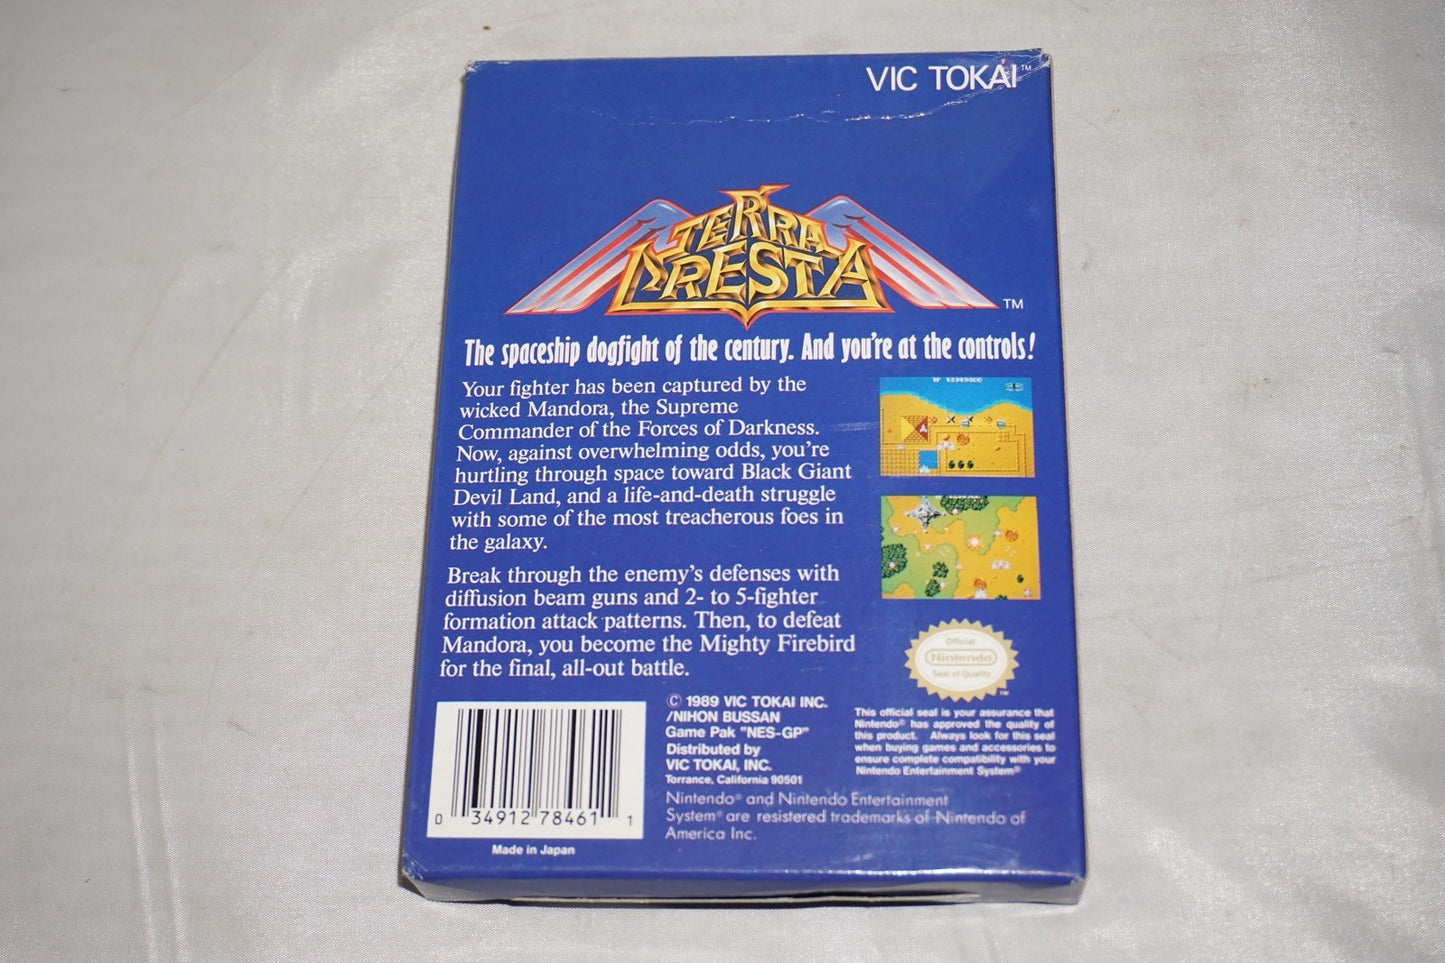 VIC TOKAI™
TERRA
CRESTA
™
The spaceship dogfight of the century. And you're at the controls!
Your fighter has been captured by the
wicked Mandora, the Supreme
Commander of the Forces of Darkness.
Now, against overwhelming odds, you're
hurtling through space toward Black Giant
Devil Land, and a life-and-death struggle
with some of the most treacherous foes in
the galaxy.
Break through the enemy's defenses with
diffusion beam guns and 2- to 5-fighter
formation attack patterns. Then, to defeat
Mandora, you become the Mighty Firebird
for the final, all-out battle.
Official
Nintendo®
Seal of Quality
™
This official seal is your assurance that
Nintendo® has approved the quality of
this product. Always look for this seal
when buying games and accessories to
ensure complete compatibility with your
Nintendo Entertainment System®
© 1989 VIC TOKAI INC.
/NIHON BUSSAN
Game Pak "NES-GP"
Distributed by
VIC TOKAI, INC.
Torrance, California 90501
Nintendo® and Nintendo Entertainment
System® are registered trademarks of Nintendo of
America Inc.
0 34912 78461 1
Made in Japan